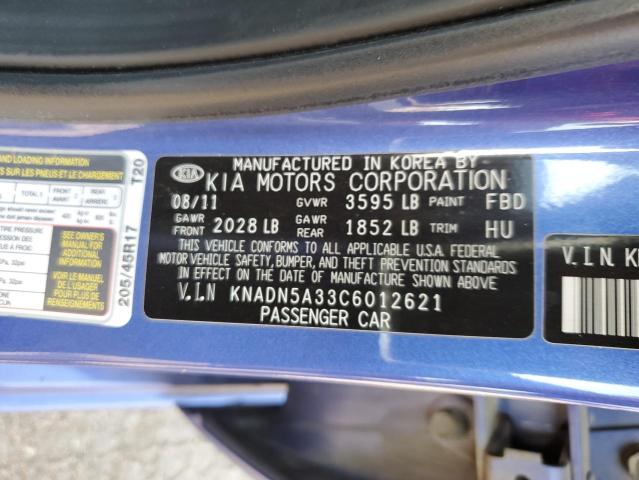 AND LOADING INFORMATION
T20
205/45R17
SEE OWNER'S
MANUAL FOR
ADDITIONAL
INFORMATION
VOIR LE MANUEL
DE L'USAGER
POUR PLUS DE
RENSEIGNEMENTS
KIA
MANUFACTURED IN KOREA BY
KIA MOTORS CORPORATION
08/11 GVWR 3595 LB PAINT FBD
GAWR FRONT 2028 LB GAWR REAR 1852 LB TRIM HU
THIS VEHICLE CONFORMS TO ALL APPLICABLE U.S.A. FEDERAL
MOTOR VEHICLE SAFETY, BUMPER, AND THEFT PREVENTION STANDARDS
IN EFFECT ON THE DATE OF MANUFACTURE SHOWN ABOVE
V.I.N KNADN5A33C6012621
PASSENGER CAR
V.I.N.